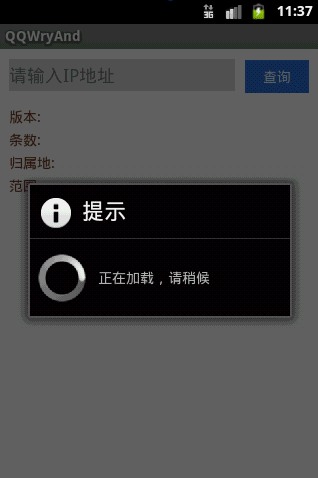 3G 11:37
QQWryAnd
请输入IP地址 查询
版本:
条数:
归属地:
范围
提示
正在加载，请稍候